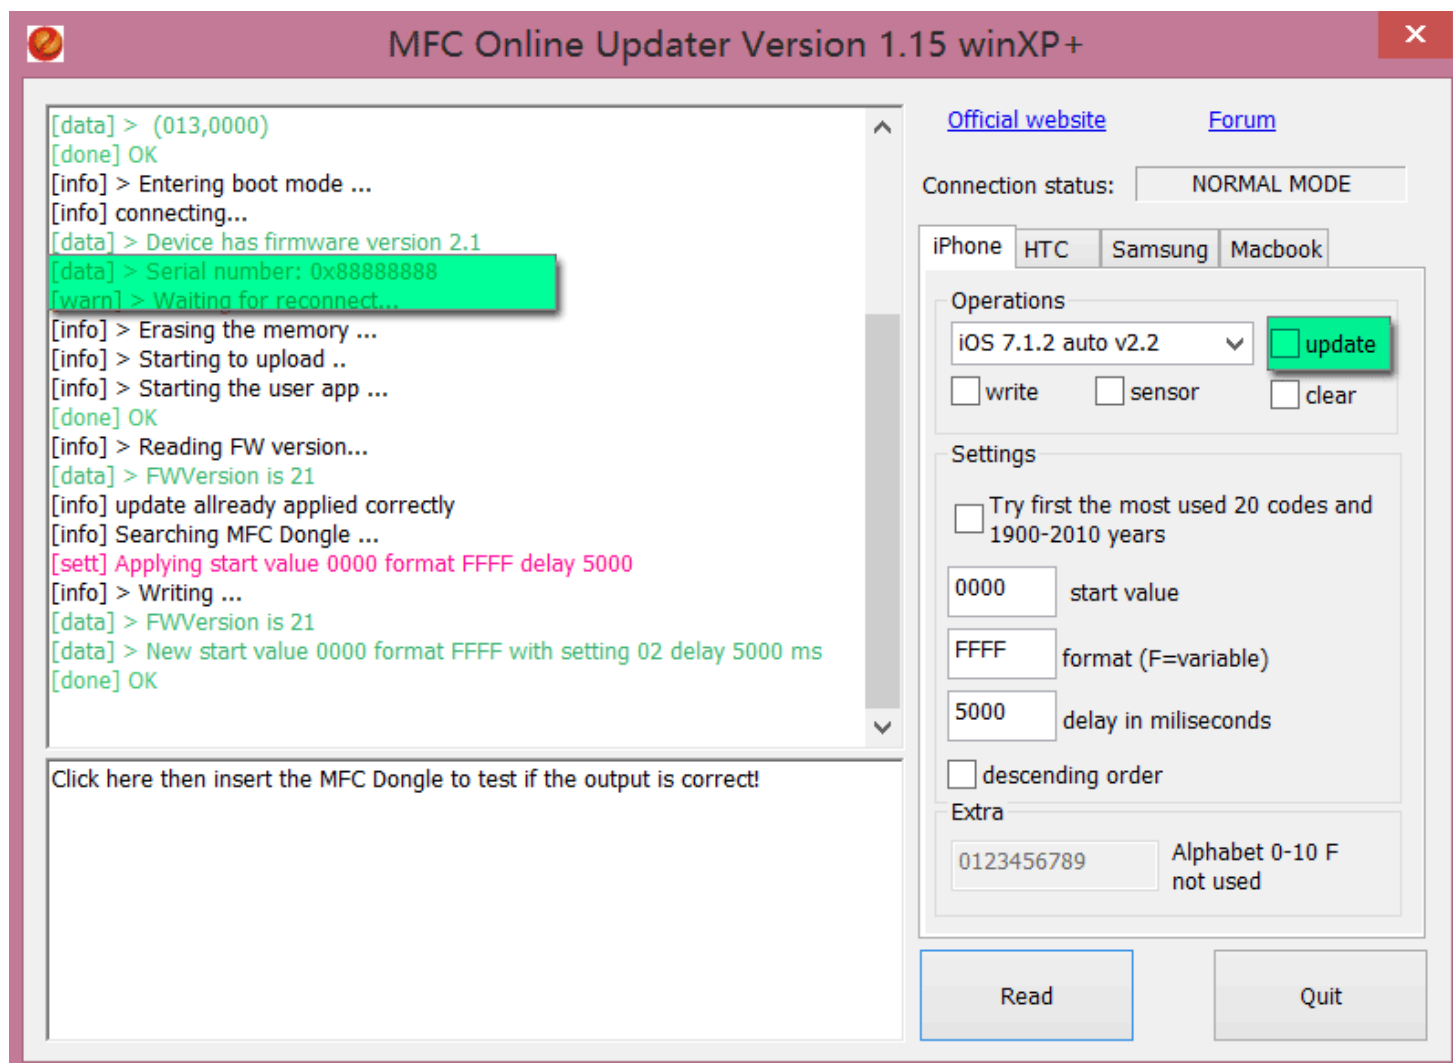 MFC Online Updater Version 1.15 winXP+
[data] > (013,0000)
[done] OK
[info] > Entering boot mode ...
[info] connecting...
[data] > Device has firmware version 2.1
[data] > Serial number: 0x88888888
[warn] > Waiting for reconnect...
[info] > Erasing the memory ...
[info] > Starting to upload ..
[info] > Starting the user app ...
[done] OK
[info] > Reading FW version...
[data] > FWVersion is 21
[info] update allready applied correctly
[info] Searching MFC Dongle ...
[sett] Applying start value 0000 format FFFF delay 5000
[info] > Writing ...
[data] > FWVersion is 21
[data] > New start value 0000 format FFFF with setting 02 delay 5000 ms
[done] OK
Click here then insert the MFC Dongle to test if the output is correct!
Official website Forum
Connection status: NORMAL MODE
iPhone HTC Samsung Macbook
Operations
iOS 7.1.2 auto v2.2 update
write sensor clear
Settings
Try first the most used 20 codes and
1900-2010 years
0000 start value
FFFF format (F=variable)
5000 delay in miliseconds
descending order
Extra
0123456789 Alphabet 0-10 F
not used
Read Quit